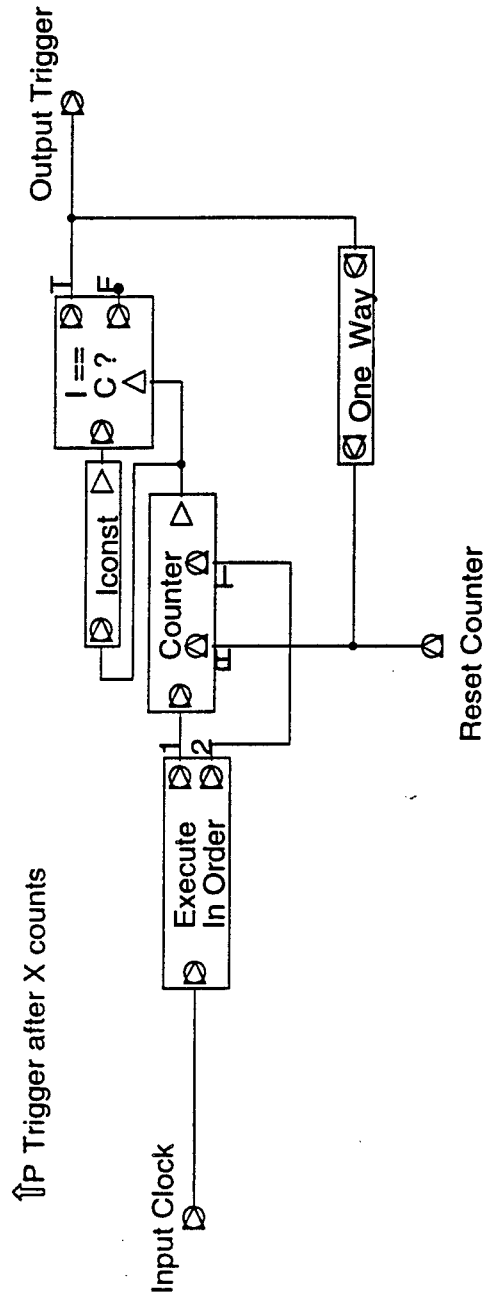 ⇑P Trigger after X counts
Input Clock
Execute
In Order
1
2
Counter
R
T
Iconst
I ==
C ?
T
F
Output Trigger
One Way
Reset Counter